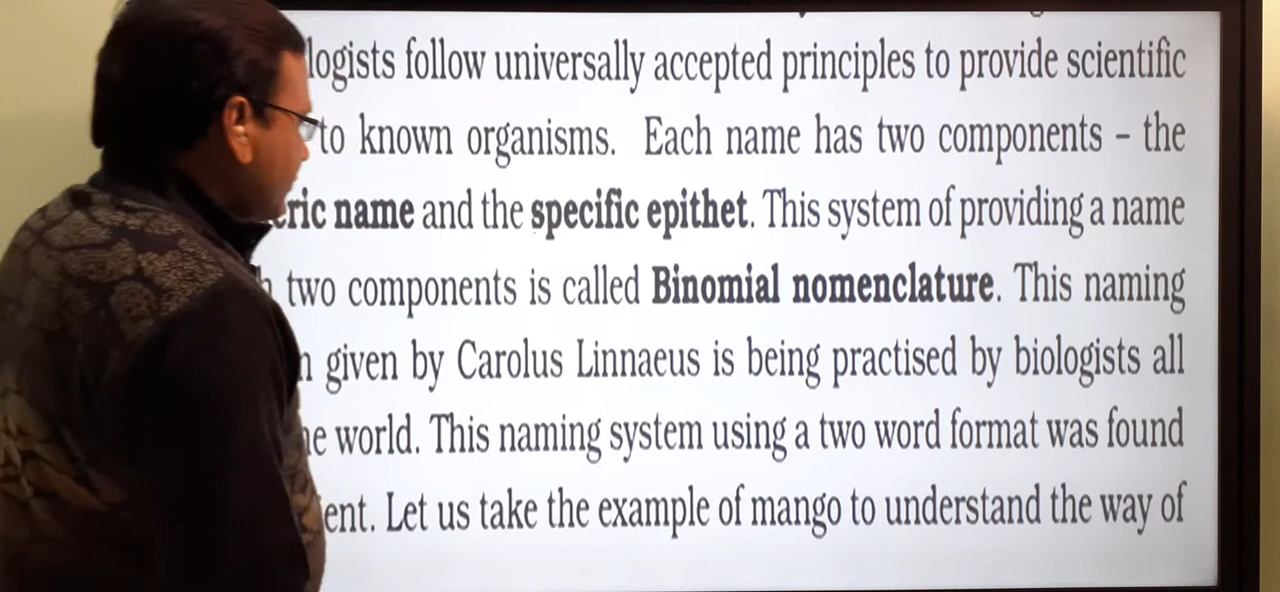 logists follow universally accepted principles to provide scientific
to known organisms. Each name has two components – the
ric name and the specific epithet. This system of providing a name
two components is called Binomial nomenclature. This naming
given by Carolus Linnaeus is being practised by biologists all
world. This naming system using a two word format was found
ent. Let us take the example of mango to understand the way of